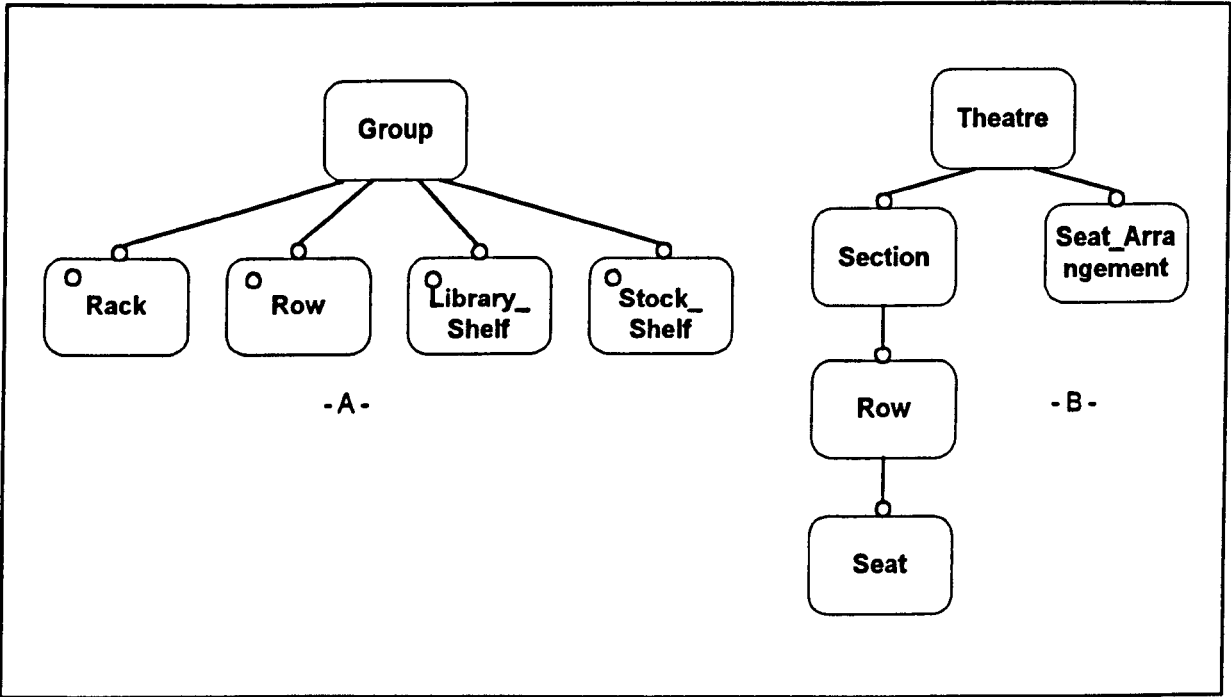 Group
Rack
Row
Library_
Shelf
Stock_
Shelf
- A -
Theatre
Section
Seat_Arra
ngement
Row
- B -
Seat